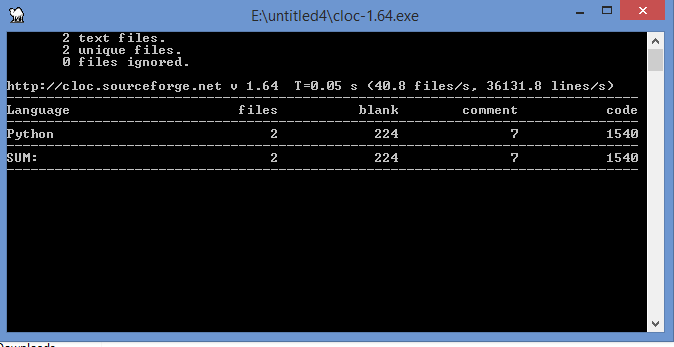 E:\untitled4\cloc-1.64.exe
2 text files.
2 unique files.
0 files ignored.
http://cloc.sourceforge.net v 1.64 T=0.05 s (40.8 files/s, 36131.8 lines/s)
Language files blank comment code
Python 2 224 7 1540
SUM: 2 224 7 1540